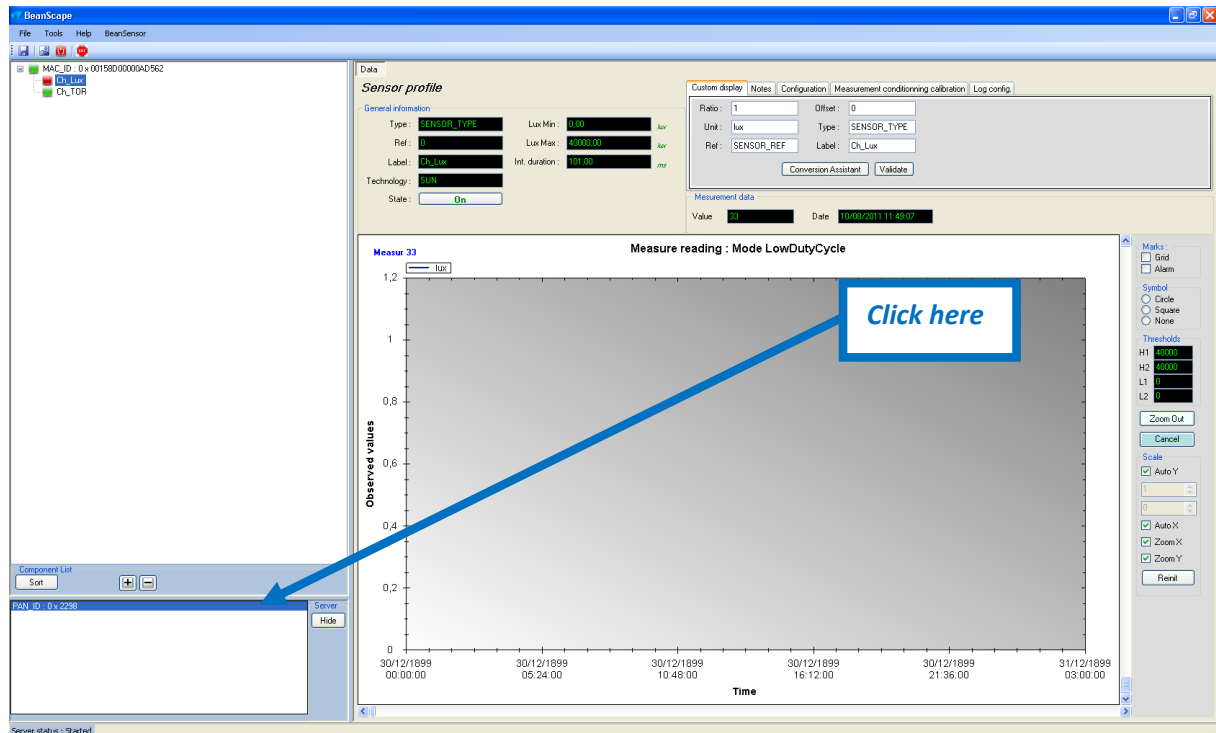 BeanScape
File Tools Help BeanSensor
MAC_ID : 0 x 00158D00000AD562
Ch_Lux
Ch_TOR
Component List
Sort
PAN_ID : 0 x 2298
Server
Hide
Server status : Started
Data
Sensor profile
General information
Type : SENSOR_TYPE
Lux Min : 0.00 lux
Ref : 0
Lux Max : 40000.00 lux
Label : Ch_Lux
Int. duration : 101.00 ms
Technology : SUN
State : On
Custom display Notes Configuration Measurement conditionning calibration Log config.
Ratio : 1 Offset : 0
Unit : lux Type : SENSOR_TYPE
Ref : SENSOR_REF Label : Ch_Lux
Conversion Assistant Validate
Mesurement data
Value 33 Date 10/08/2011 11:49:07
Measur 33
Measure reading : Mode LowDutyCycle
lux
Click here
1,2
1
0,8
0,6
0,4
0,2
0
Observed values
30/12/1899 30/12/1899 30/12/1899 30/12/1899 30/12/1899 31/12/1899
00:00:00 05:24:00 10:48:00 16:12:00 21:36:00 03:00:00
Time
Marks :
Grid
Alarm
Symbol
Circle
Square
None
Thresholds
H1 40000
H2 40000
L1 0
L2 0
Zoom Out
Cancel
Scale
Auto Y
1
0
Auto X
Zoom X
Zoom Y
Reinit